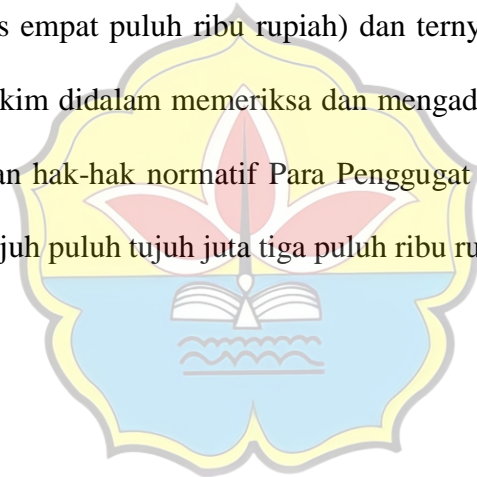 s empat puluh ribu rupiah) dan terny
kim didalam memeriksa dan mengad
an hak-hak normatif Para Penggugat
juh puluh tujuh juta tiga puluh ribu ru